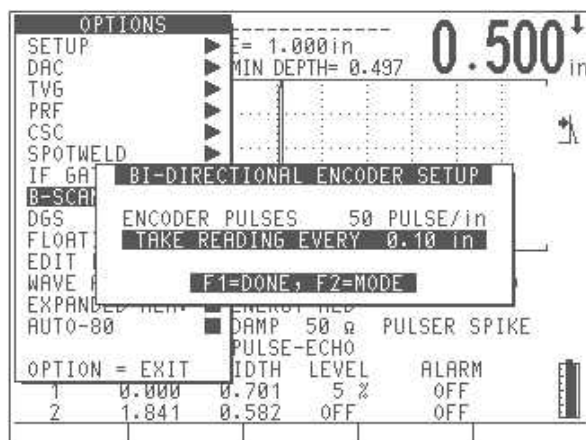 OPTIONS
SETUP
DAC
TVG
PRF
CSC
SPOTWELD
IF
B-SCAN
DGS
EDIT
WAVE
EXPANDED
AUTO-80
OPTION = EXIT
E= 1.000in
MIN DEPTH= 0.497
0.500 in
BI-DIRECTIONAL ENCODER SETUP
ENCODER PULSES 50 PULSE/in
TAKE READING EVERY 0.10 in
F1=DONE, F2=MODE
DAMP 50 Ω PULSER SPIKE
PULSE-ECHO
IDTH LEVEL ALARM
1 0.000 0.701 5 % OFF
2 1.841 0.582 OFF OFF